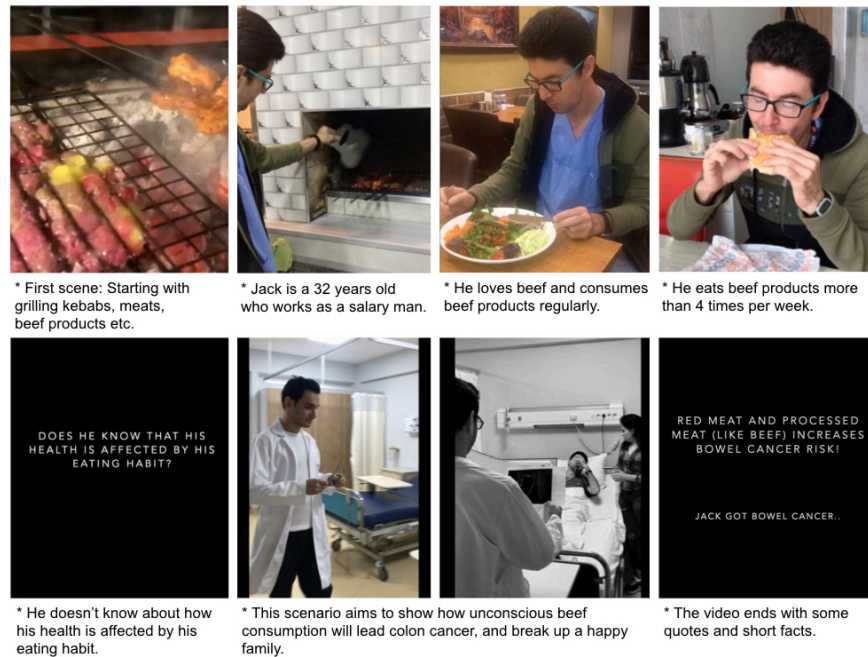 * First scene: Starting with
grilling kebabs, meats,
beef products etc.
* Jack is a 32 years old
who works as a salary man.
* He loves beef and consumes
beef products regularly.
* He eats beef products more
than 4 times per week.
DOES HE KNOW THAT HIS
HEALTH IS AFFECTED BY HIS
EATING HABIT?
RED MEAT AND PROCESSED
MEAT (LIKE BEEF) INCREASES
BOWEL CANCER RISK!
JACK GOT BOWEL CANCER..
* He doesn’t know about how
his health is affected by his
eating habit.
* This scenario aims to show how unconscious beef
consumption will lead colon cancer, and break up a happy
family.
* The video ends with some
quotes and short facts.